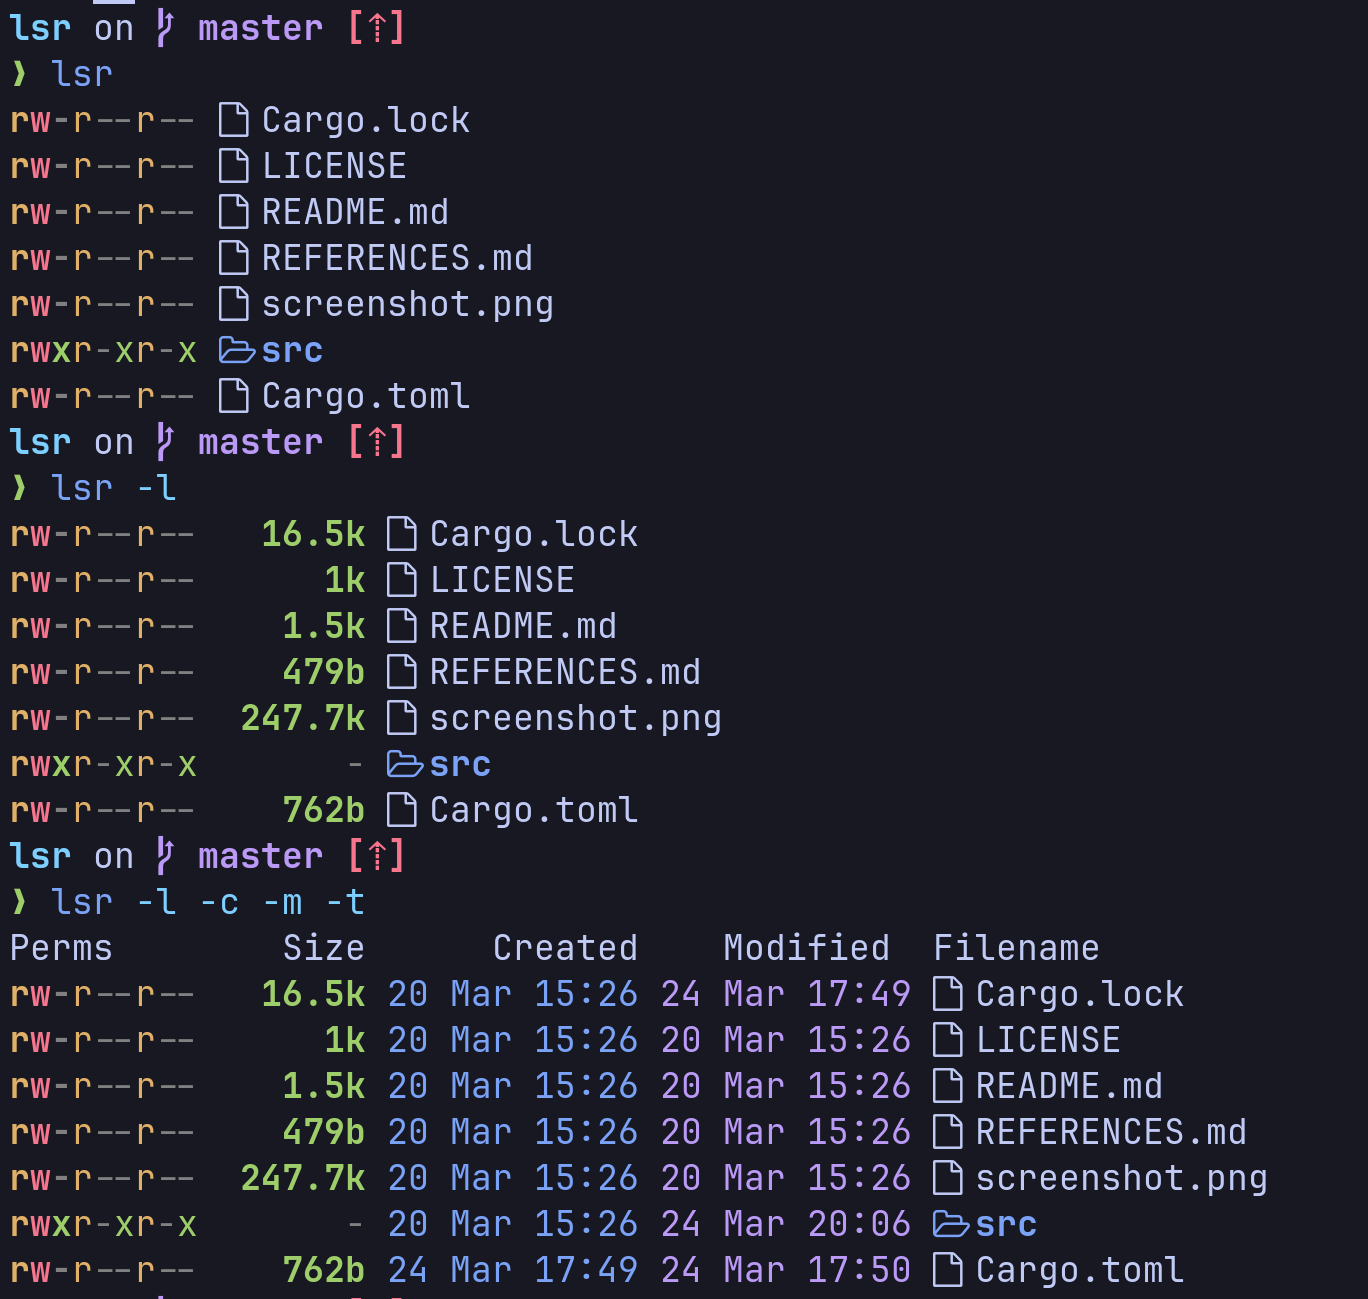 lsr on master [⇡]
❯ lsr
rw-r--r-- Cargo.lock
rw-r--r-- LICENSE
rw-r--r-- README.md
rw-r--r-- REFERENCES.md
rw-r--r-- screenshot.png
rwxr-xr-x src
rw-r--r-- Cargo.toml
lsr on master [⇡]
❯ lsr -l
rw-r--r-- 16.5k Cargo.lock
rw-r--r-- 1k LICENSE
rw-r--r-- 1.5k README.md
rw-r--r-- 479b REFERENCES.md
rw-r--r-- 247.7k screenshot.png
rwxr-xr-x - src
rw-r--r-- 762b Cargo.toml
lsr on master [⇡]
❯ lsr -l -c -m -t
Perms Size Created Modified Filename
rw-r--r-- 16.5k 20 Mar 15:26 24 Mar 17:49 Cargo.lock
rw-r--r-- 1k 20 Mar 15:26 20 Mar 15:26 LICENSE
rw-r--r-- 1.5k 20 Mar 15:26 20 Mar 15:26 README.md
rw-r--r-- 479b 20 Mar 15:26 20 Mar 15:26 REFERENCES.md
rw-r--r-- 247.7k 20 Mar 15:26 20 Mar 15:26 screenshot.png
rwxr-xr-x - 20 Mar 15:26 24 Mar 20:06 src
rw-r--r-- 762b 24 Mar 17:49 24 Mar 17:50 Cargo.toml